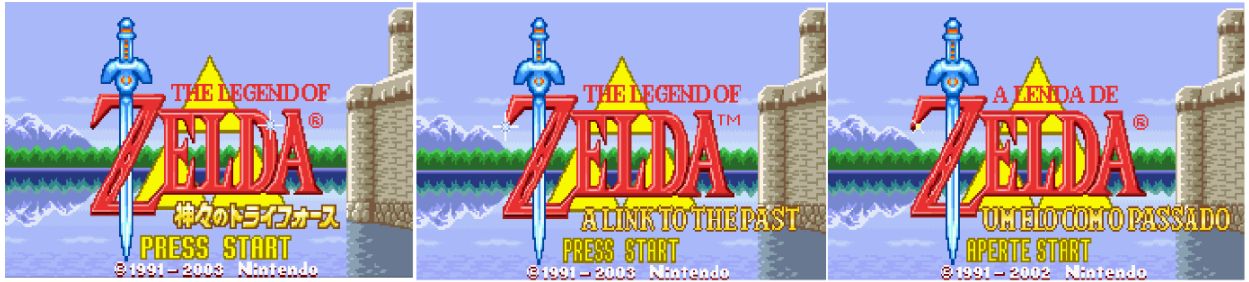 THE LEGEND OF
ZELDA®
神々のトライフォース
PRESS START
©1991-2003 Nintendo
THE LEGEND OF
ZELDA™
A LINK TO THE PAST
PRESS START
©1991-2003 Nintendo
A LENDA DE
ZELDA®
UM ELO COM O PASSADO
APERTE START
©1991-2002 Nintendo